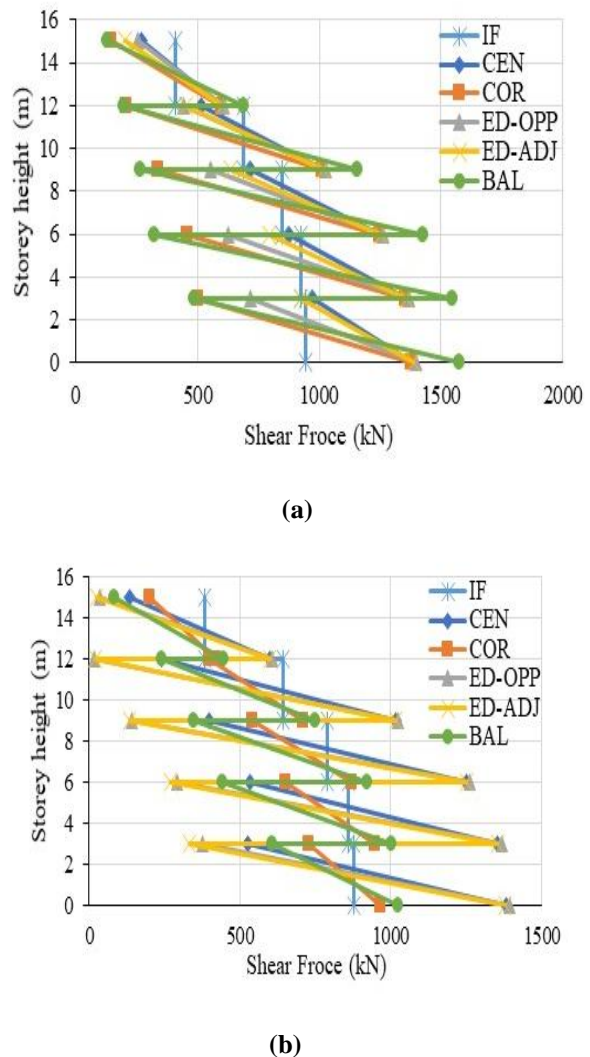 16
14
12
10
8
6
4
2
0
Storey height (m)
IF
CEN
COR
ED-OPP
ED-ADJ
BAL
0 500 1000 1500 2000
Shear Froce (kN)
(a)
16
14
12
10
8
6
4
2
0
Storey height (m)
IF
CEN
COR
ED-OPP
ED-ADJ
BAL
0 500 1000 1500
Shear Froce (kN)
(b)